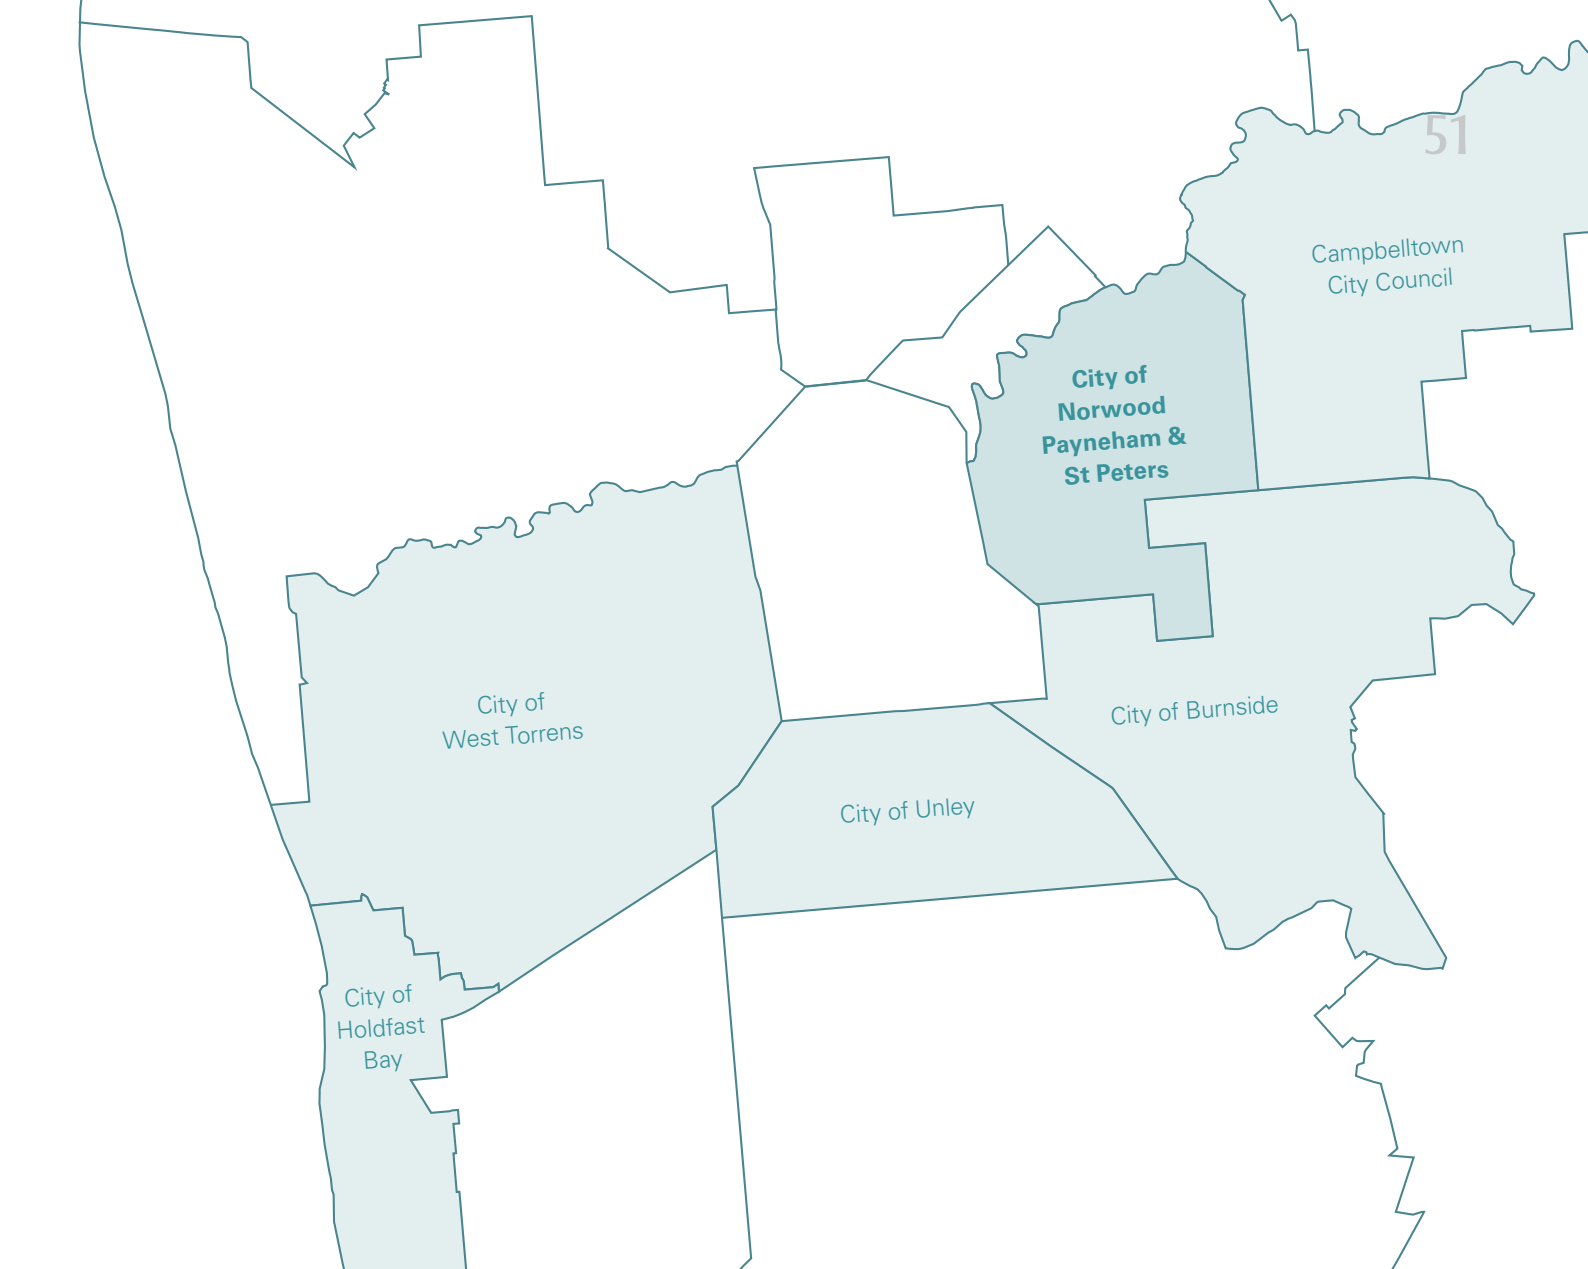 51
Campbelltown
City Council
City of
Norwood
Payneham &
St Peters
City of
West Torrens
City of Burnside
City of Unley
City of
Holdfast
Bay